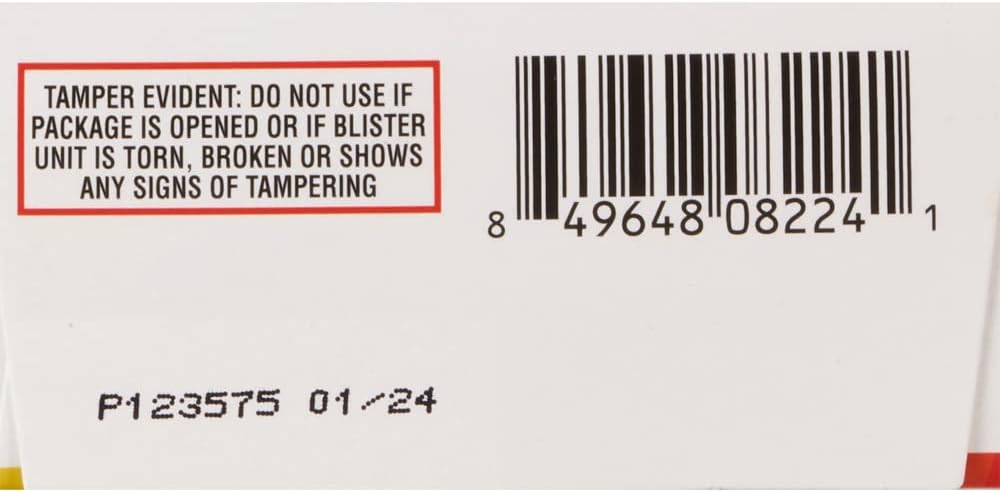 TAMPER EVIDENT: DO NOT USE IF
PACKAGE IS OPENED OR IF BLISTER
UNIT IS TORN, BROKEN OR SHOWS
ANY SIGNS OF TAMPERING
8 49648 08224 1
P123575 01/24